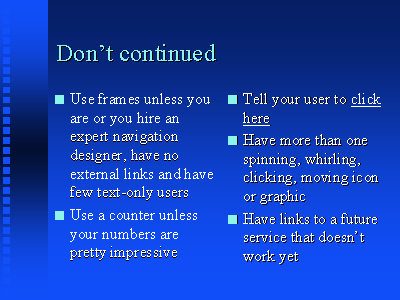 Don't continued
Use frames unless you
are or you hire an
expert navigation
designer, have no
external links and have
few text-only users
Use a counter unless
your numbers are
pretty impressive
Tell your user to click
here
Have more than one
spinning, whirling,
clicking, moving icon
or graphic
Have links to a future
service that doesn't
work yet